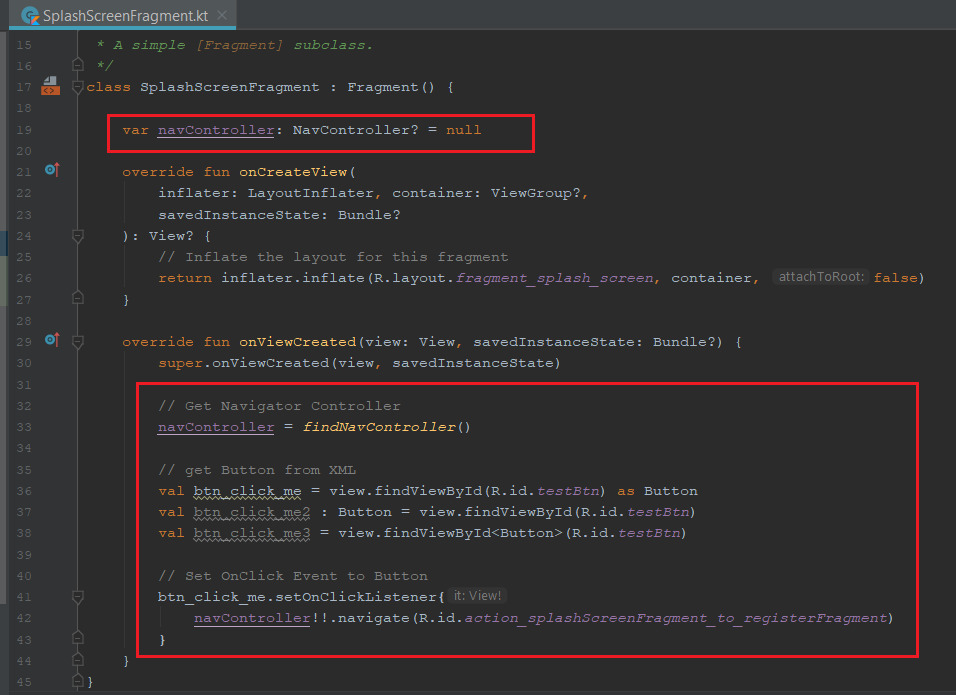 SplashScreenFragment.kt
15 * A simple [Fragment] subclass.
16 */
17 class SplashScreenFragment : Fragment() {
18
19 var navController: NavController? = null
20
21 override fun onCreateView(
22 inflater: LayoutInflater, container: ViewGroup?,
23 savedInstanceState: Bundle?
24 ): View? {
25 // Inflate the layout for this fragment
26 return inflater.inflate(R.layout.fragment_splash_screen, container, attachToRoot: false)
27 }
28
29 override fun onViewCreated(view: View, savedInstanceState: Bundle?) {
30 super.onViewCreated(view, savedInstanceState)
31
32 // Get Navigator Controller
33 navController = findNavController()
34
35 // get Button from XML
36 val btn_click_me = view.findViewById(R.id.testBtn) as Button
37 val btn_click_me2 : Button = view.findViewById(R.id.testBtn)
38 val btn_click_me3 = view.findViewById<Button>(R.id.testBtn)
39
40 // Set OnClick Event to Button
41 btn_click_me.setOnClickListener{ it: View!
42 navController!!.navigate(R.id.action_splashScreenFragment_to_registerFragment)
43 }
44 }
45 }